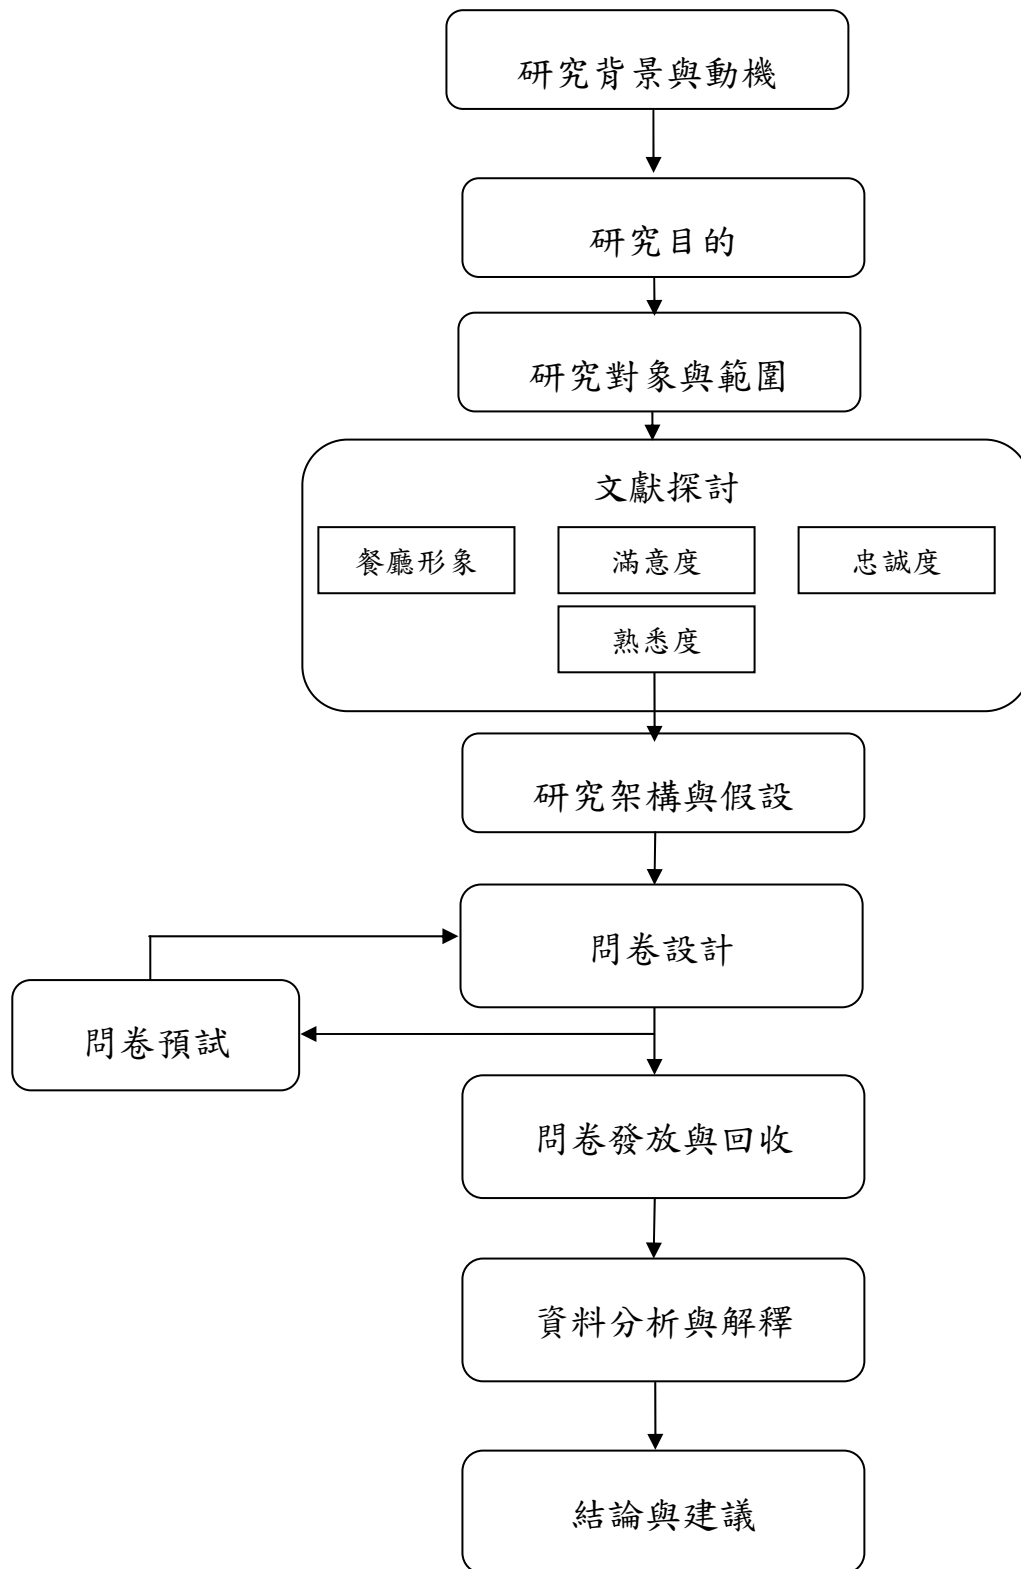 研究背景與動機
研究目的
研究對象與範圍
文獻探討
餐廳形象
滿意度
忠誠度
熟悉度
研究架構與假設
問卷設計
問卷預試
問卷發放與回收
資料分析與解釋
結論與建議